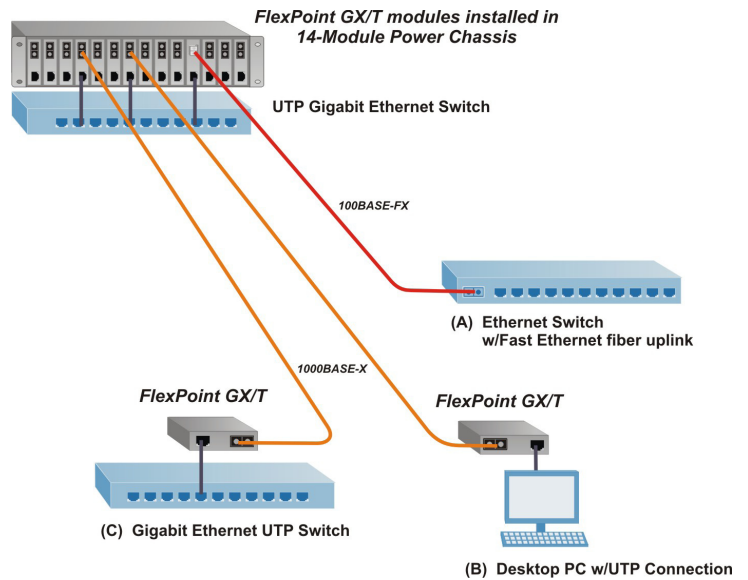 FlexPoint GX/T modules installed in
14-Module Power Chassis
UTP Gigabit Ethernet Switch
100BASE-FX
(A) Ethernet Switch
w/Fast Ethernet fiber uplink
1000BASE-X
FlexPoint GX/T
FlexPoint GX/T
(C) Gigabit Ethernet UTP Switch
(B) Desktop PC w/UTP Connection